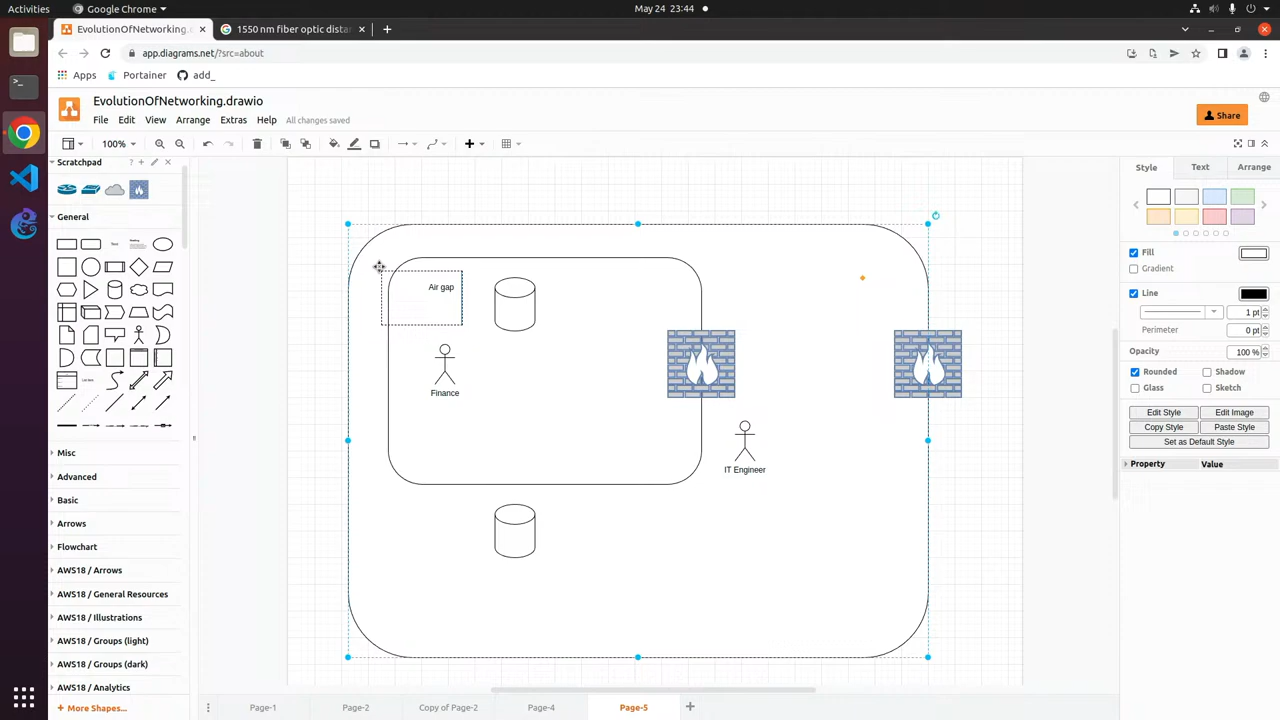 Activities
Google Chrome
May 24 23:44
EvolutionOfNetworking.
1550 nm fiber optic dista
app.diagrams.net/?src=about
Apps
Portainer
add_
EvolutionOfNetworking.drawio
File Edit View Arrange Extras Help All changes saved
Share
100%
Scratchpad
General
Misc
Advanced
Basic
Arrows
Flowchart
AWS18 / Arrows
AWS18 / General Resources
AWS18 / Illustrations
AWS18 / Groups (light)
AWS18 / Groups (dark)
AWS18 / Analytics
+ More Shapes...
Air gap
Finance
IT Engineer
Page-1
Page-2
Copy of Page-2
Page-4
Page-5
Style Text Arrange
Fill
Gradient
Line
1 pt
Perimeter 0 pt
Opacity 100 %
Rounded Shadow
Glass Sketch
Edit Style Edit Image
Copy Style Paste Style
Set as Default Style
Property Value